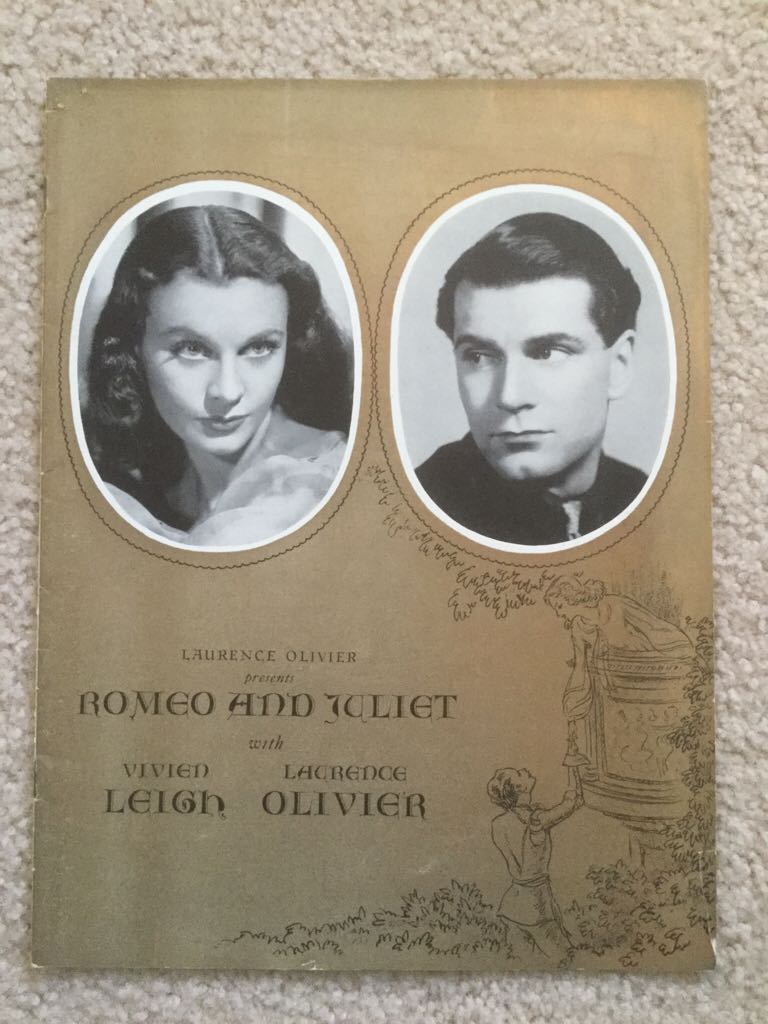 LAURENCE OLIVIER
presents
ROMEO AND JULIET
with
VIVIEN LAURENCE
LEIGH OLIVIER